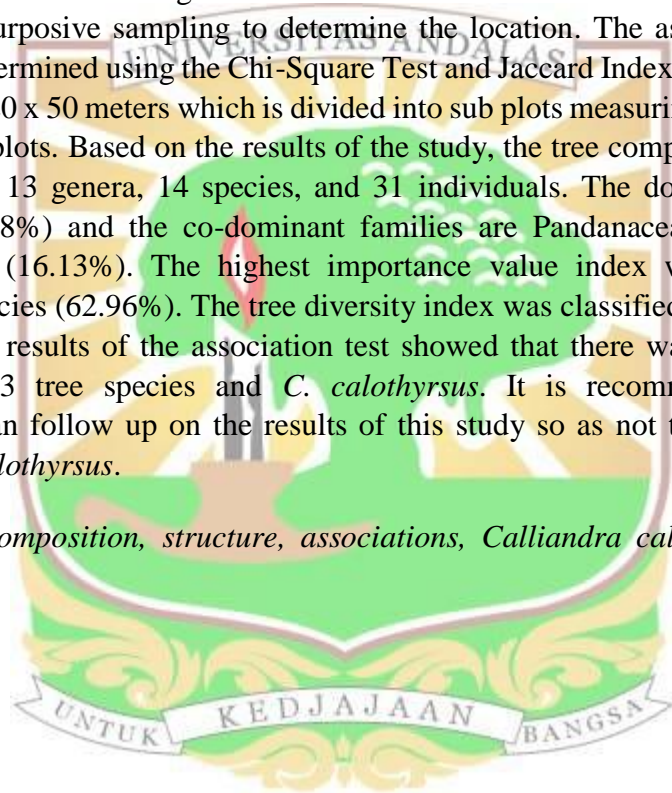 urposive sampling to determine the location. The as
UNIVERSITAS ANDALAS
ermined using the Chi-Square Test and Jaccard Index
0 x 50 meters which is divided into sub plots measuri
plots. Based on the results of the study, the tree comp
13 genera, 14 species, and 31 individuals. The do
8%) and the co-dominant families are Pandanacea
(16.13%). The highest importance value index v
cies (62.96%). The tree diversity index was classified
results of the association test showed that there wa
3 tree species and C. calothyrsus. It is recom
an follow up on the results of this study so as not t
lothyrsus.
omposition, structure, associations, Calliandra cal
UNTUK KEDJAJAAN BANGSA